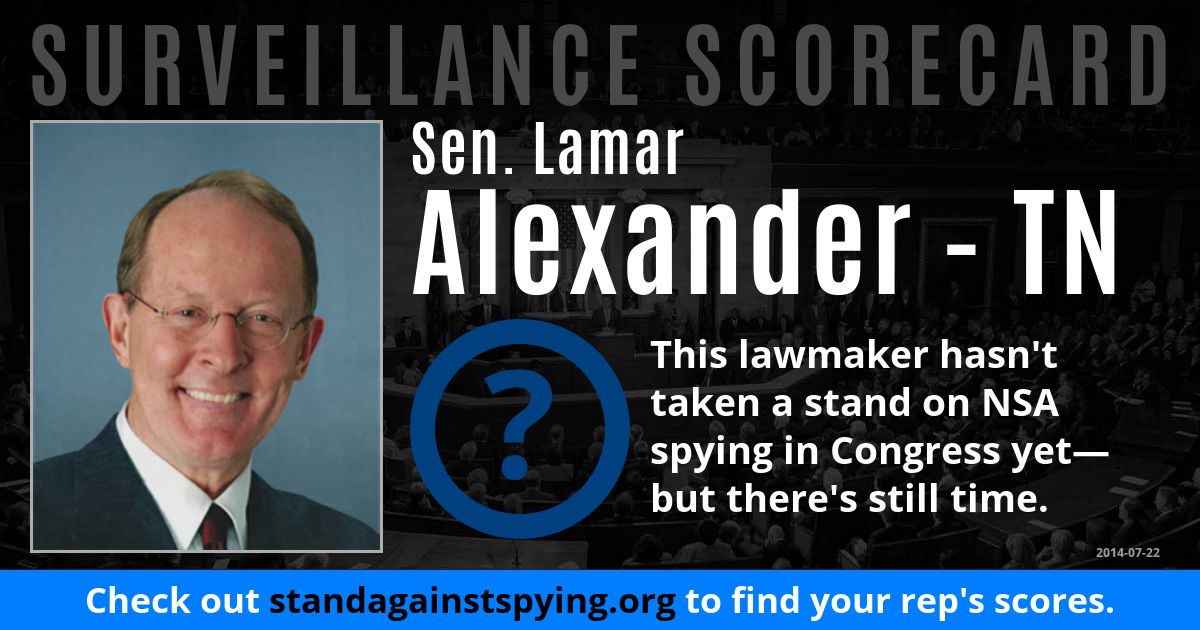 SURVEILLANCE SCORECARD
Sen. Lamar
Alexander - TN
?
This lawmaker hasn't
taken a stand on NSA
spying in Congress yet—
but there's still time.
2014-07-22
Check out standagainstspying.org to find your rep's scores.